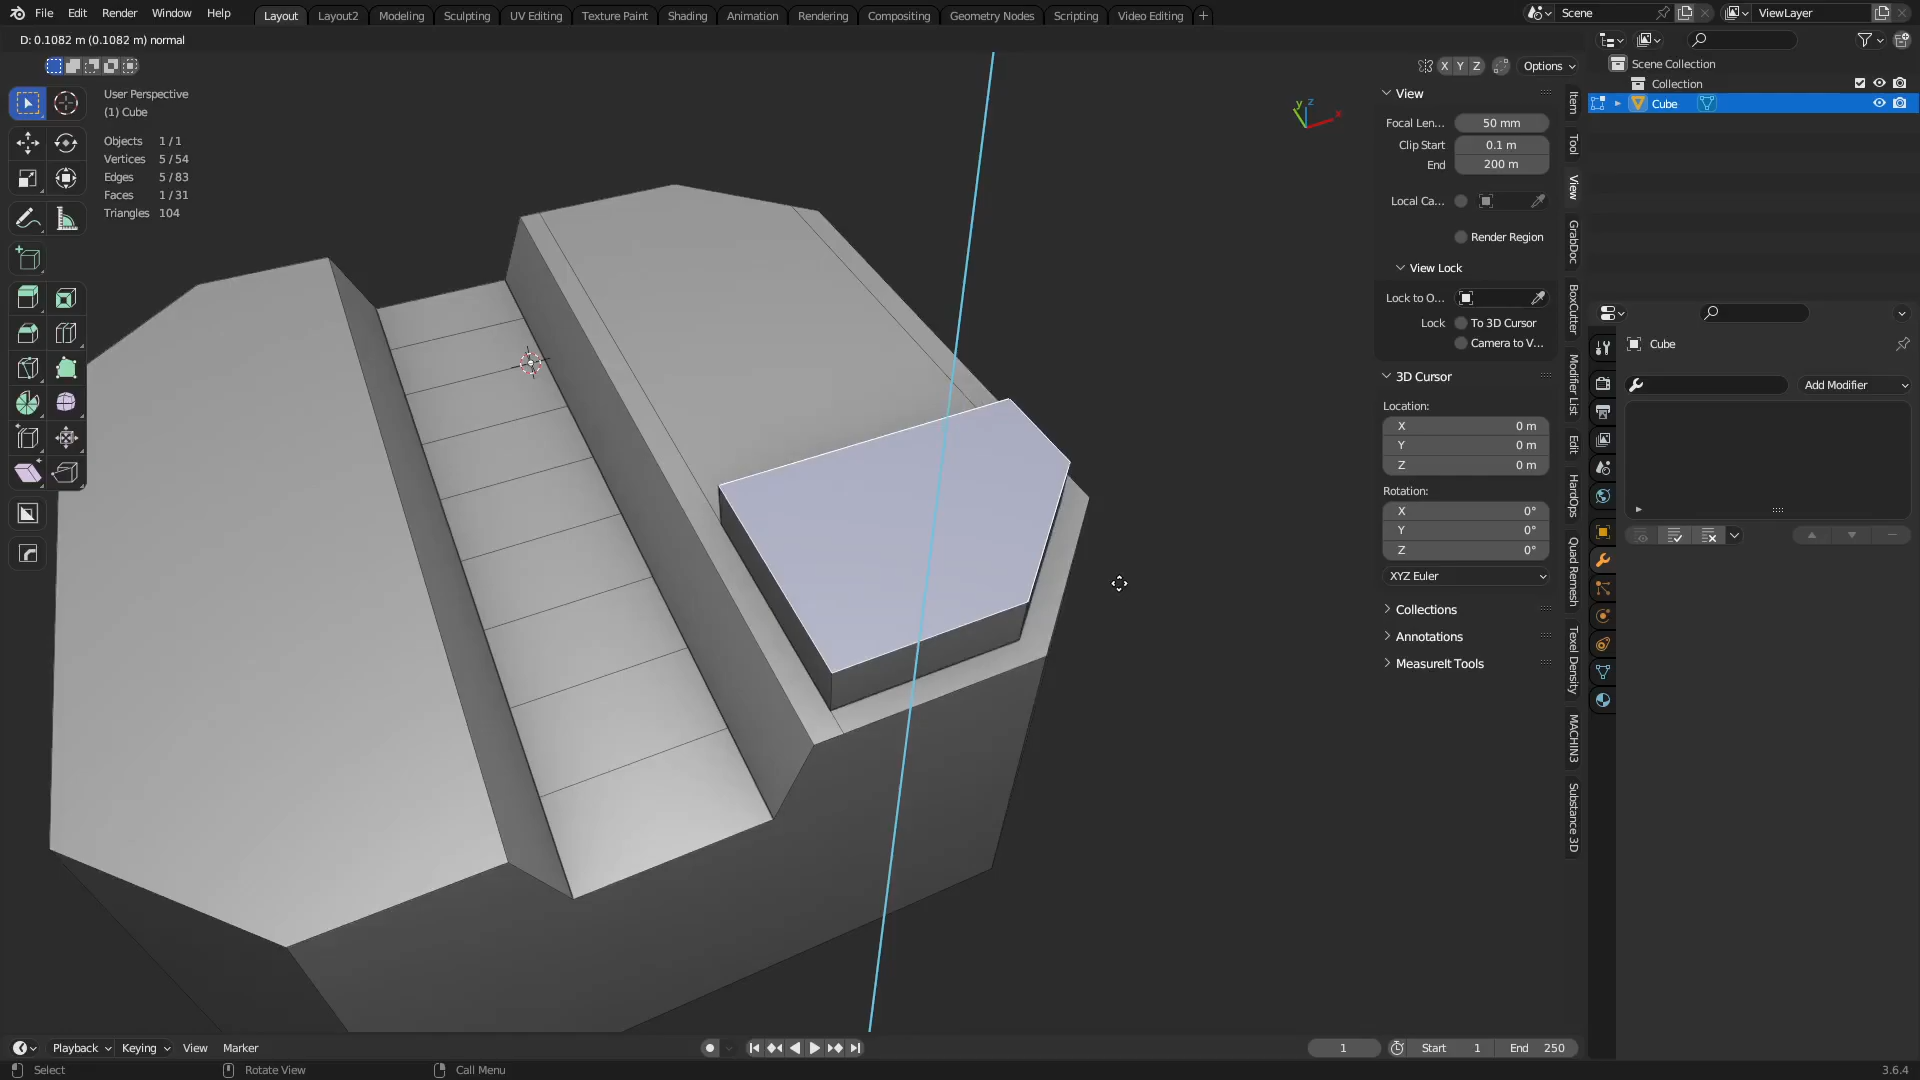 File Edit Render Window Help Layout Layout2 Modeling Sculpting UV Editing Texture Paint Shading Animation Rendering Compositing Geometry Nodes Scripting Video Editing + Scene ViewLayer
D: 0.1082 m (0.1082 m) normal
X Y Z Options
User Perspective
(1) Cube
Objects 1 / 1
Vertices 5 / 54
Edges 5 / 83
Faces 1 / 31
Triangles 104
y z x
View
Focal Len... 50 mm
Clip Start 0.1 m
End 200 m
Local Ca...
Render Region
View Lock
Lock to O...
Lock To 3D Cursor
Camera to V...
3D Cursor
Location:
X 0 m
Y 0 m
Z 0 m
Rotation:
X 0°
Y 0°
Z 0°
XYZ Euler
Collections
Annotations
MeasureIt Tools
Item
Tool
View
GrabDoc
BoxCutter
Modifier List
Edit
HardOps
Quad Remesh
Texel Density
MACHIN3
Substance 3D
Scene Collection
Collection
Cube
Cube
Add Modifier
Playback Keying View Marker 1 Start 1 End 250
Select Rotate View Call Menu 3.6.4